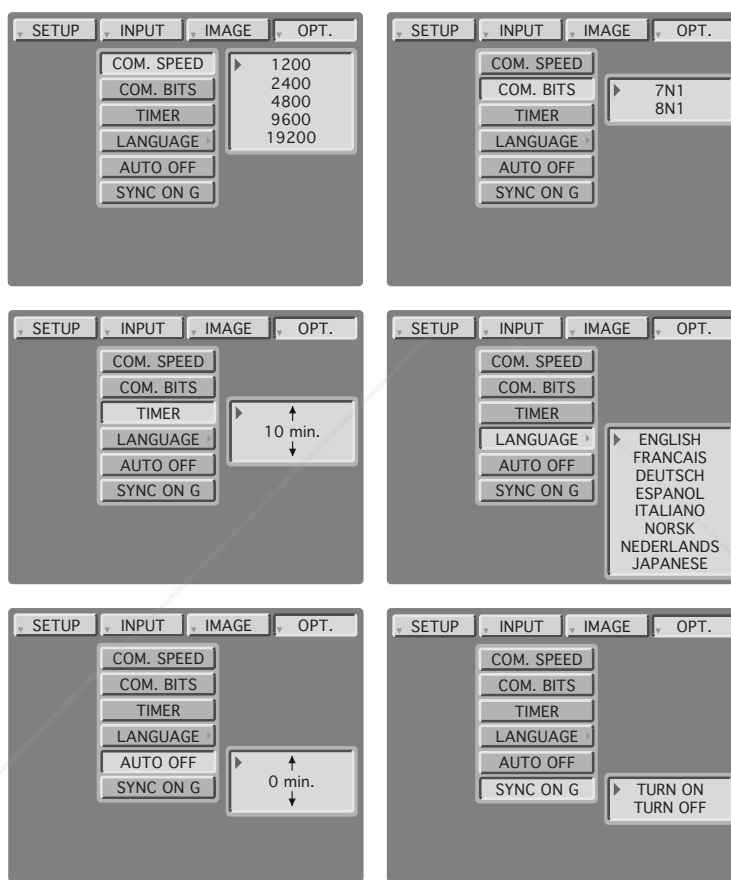 SETUP INPUT IMAGE OPT.
COM. SPEED
COM. BITS
TIMER
LANGUAGE
AUTO OFF
SYNC ON G
1200
2400
4800
9600
19200
SETUP INPUT IMAGE OPT.
COM. SPEED
COM. BITS
TIMER
LANGUAGE
AUTO OFF
SYNC ON G
7N1
8N1
SETUP INPUT IMAGE OPT.
COM. SPEED
COM. BITS
TIMER
LANGUAGE
AUTO OFF
SYNC ON G
10 min.
SETUP INPUT IMAGE OPT.
COM. SPEED
COM. BITS
TIMER
LANGUAGE
AUTO OFF
SYNC ON G
ENGLISH
FRANCAIS
DEUTSCH
ESPANOL
ITALIANO
NORSK
NEDERLANDS
JAPANESE
SETUP INPUT IMAGE OPT.
COM. SPEED
COM. BITS
TIMER
LANGUAGE
AUTO OFF
SYNC ON G
0 min.
SETUP INPUT IMAGE OPT.
COM. SPEED
COM. BITS
TIMER
LANGUAGE
AUTO OFF
SYNC ON G
TURN ON
TURN OFF